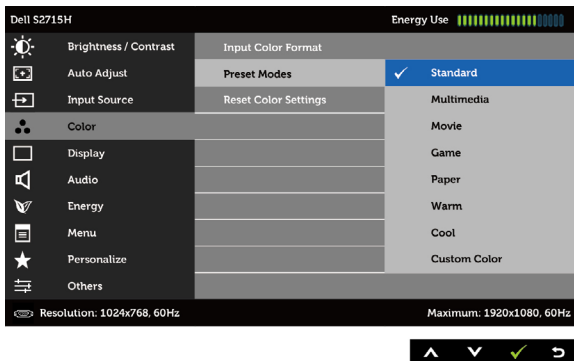 Dell S2715H Energy Use
Brightness / Contrast Input Color Format
Auto Adjust Preset Modes Standard
Input Source Reset Color Settings Multimedia
Color Movie
Display Game
Audio Paper
Energy Warm
Menu Cool
Personalize Custom Color
Others
Resolution: 1024x768, 60Hz Maximum: 1920x1080, 60Hz